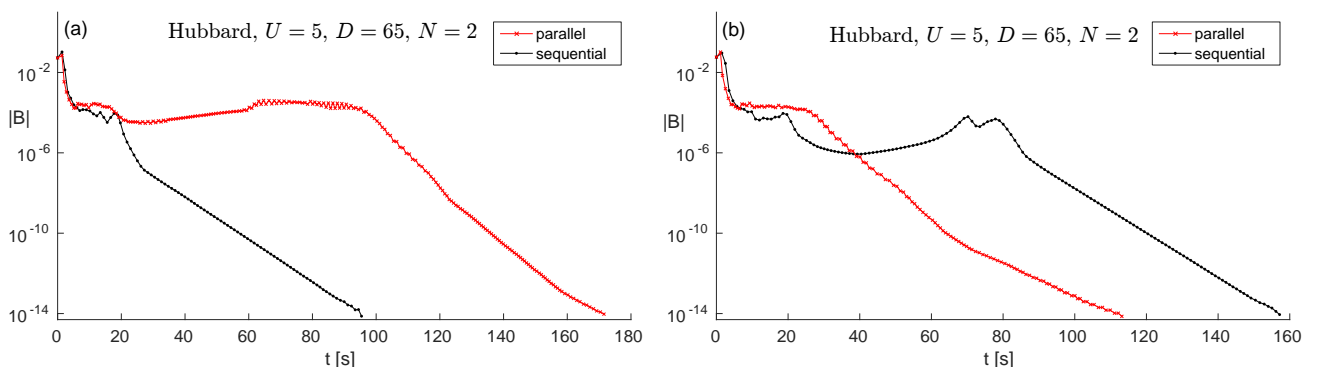 (a)
Hubbard, U = 5, D = 65, N = 2
parallel
sequential
|B|
10^-2
10^-6
10^-10
10^-14
0 20 40 60 80 100 120 140 160 180
t [s]
(b)
Hubbard, U = 5, D = 65, N = 2
parallel
sequential
|B|
10^-2
10^-6
10^-10
10^-14
0 20 40 60 80 100 120 140 160
t [s]